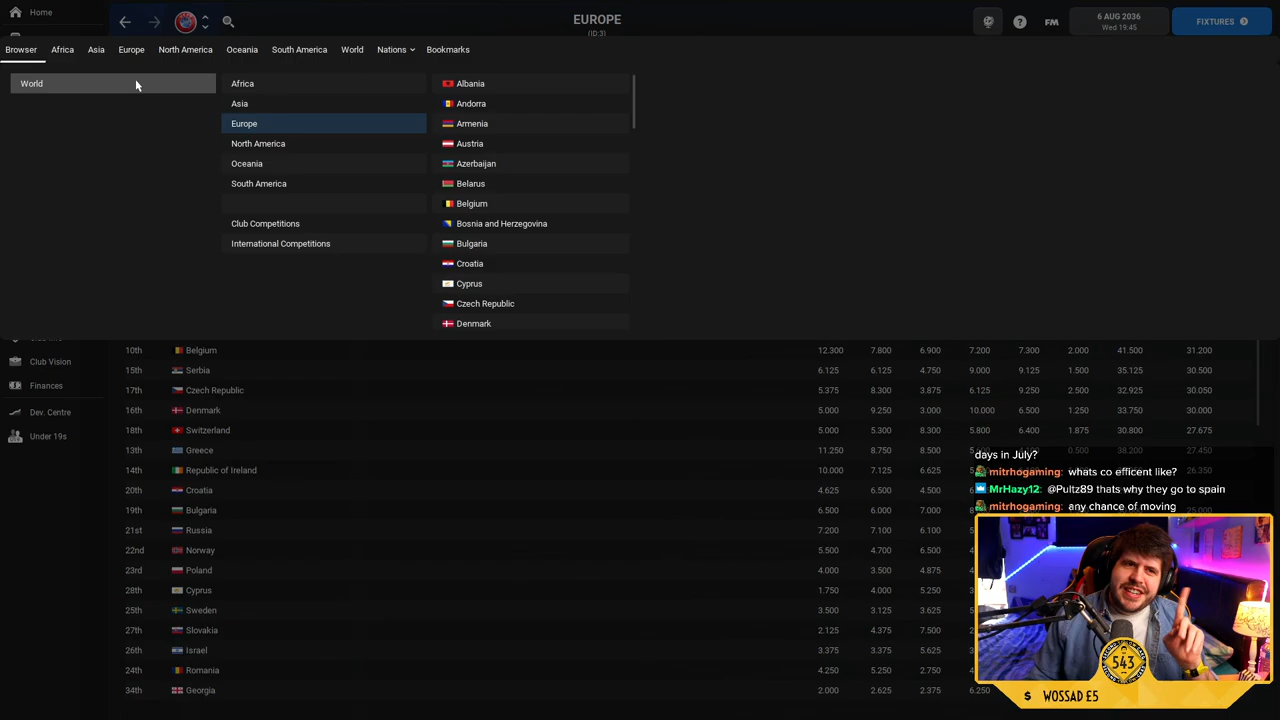 Home
EUROPE
(ID:3)
FM
6 AUG 2036
Wed 19:45
FIXTURES
Browser Africa Asia Europe North America Oceania South America World Nations Bookmarks
World
Africa
Asia
Europe
North America
Oceania
South America
Club Competitions
International Competitions
Albania
Andorra
Armenia
Austria
Azerbaijan
Belarus
Belgium
Bosnia and Herzegovina
Bulgaria
Croatia
Cyprus
Czech Republic
Denmark
Club Vision
Finances
Dev. Centre
Under 19s
10th Belgium 12.300 7.800 6.900 7.200 7.300 2.000 41.500 31.200
15th Serbia 6.125 6.125 4.750 9.000 9.125 1.500 35.125 30.500
17th Czech Republic 5.375 8.300 3.875 6.125 9.250 2.500 32.925 30.050
16th Denmark 5.000 9.250 3.000 10.000 6.500 1.250 33.750 30.000
18th Switzerland 5.000 5.300 8.300 5.800 6.400 1.875 30.800 27.675
13th Greece 11.250 8.750 8.500 0.500 38.200 27.450
14th Republic of Ireland 10.000 7.125 6.625 26.350
20th Croatia 4.625 6.500 4.500
19th Bulgaria 6.500 6.000 7.000
21st Russia 7.200 7.100 6.100
22nd Norway 5.500 4.700 6.500
23rd Poland 4.000 3.500 4.875
28th Cyprus 1.750 4.000 5.250
25th Sweden 3.500 3.125 3.625
27th Slovakia 2.125 4.375 7.500
26th Israel 3.375 5.625
24th Romania 4.250 5.250 2.750
34th Georgia 2.000 2.625 2.375 6.250
days in July?
mitrhogaming: whats co efficent like?
MrHazy12: @Pultz89 thats why they go to spain
mitrhogaming: any chance of moving
543
$ WOSSAD £5